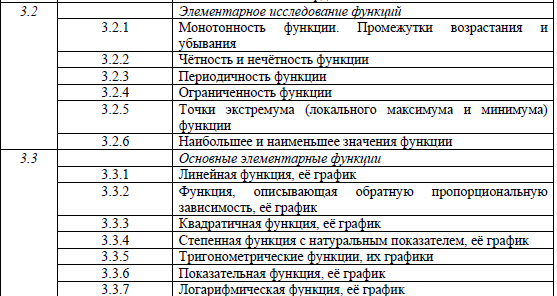 3.2 Элементарное исследование функций
3.2.1 Монотонность функции. Промежутки возрастания и
убывания
3.2.2 Чётность и нечётность функции
3.2.3 Периодичность функции
3.2.4 Ограниченность функции
3.2.5 Точки экстремума (локального максимума и минимума)
функции
3.2.6 Наибольшее и наименьшее значения функции
3.3 Основные элементарные функции
3.3.1 Линейная функция, её график
3.3.2 Функция, описывающая обратную пропорциональную
зависимость, её график
3.3.3 Квадратичная функция, её график
3.3.4 Степенная функция с натуральным показателем, её график
3.3.5 Тригонометрические функции, их графики
3.3.6 Показательная функция, её график
3.3.7 Логарифмическая функция, её график